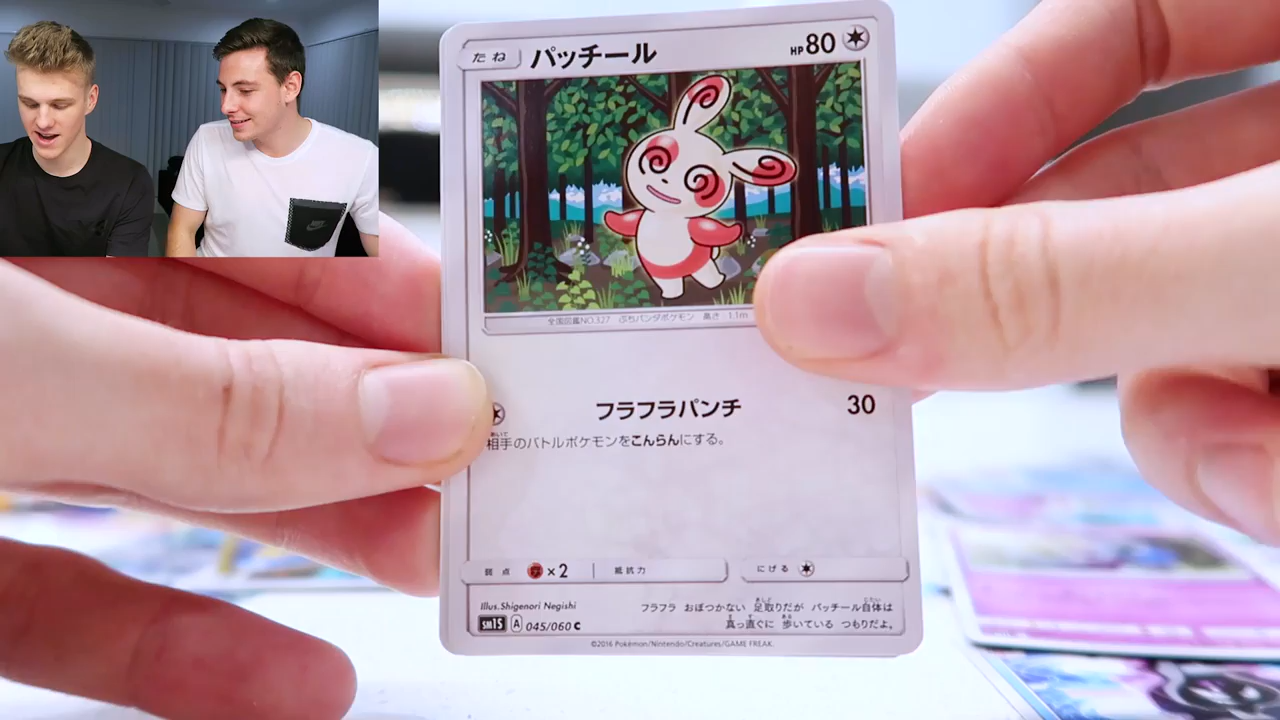 たね パッチール HP80
全国図鑑NO.327 ぶちパンダポケモン 高さ:1.1m
フラフラパンチ 30
相手のバトルポケモンをこんらんにする。
弱点 ×2 抵抗力 にげる
Illus.Shigenori Negishi
フラフラ おぼつかない 足取りだが パッチール自体は
真っ直ぐに 歩いている つもりだよ。
sm1S A 045/060 C
©2016 Pokémon/Nintendo/Creatures/GAME FREAK.